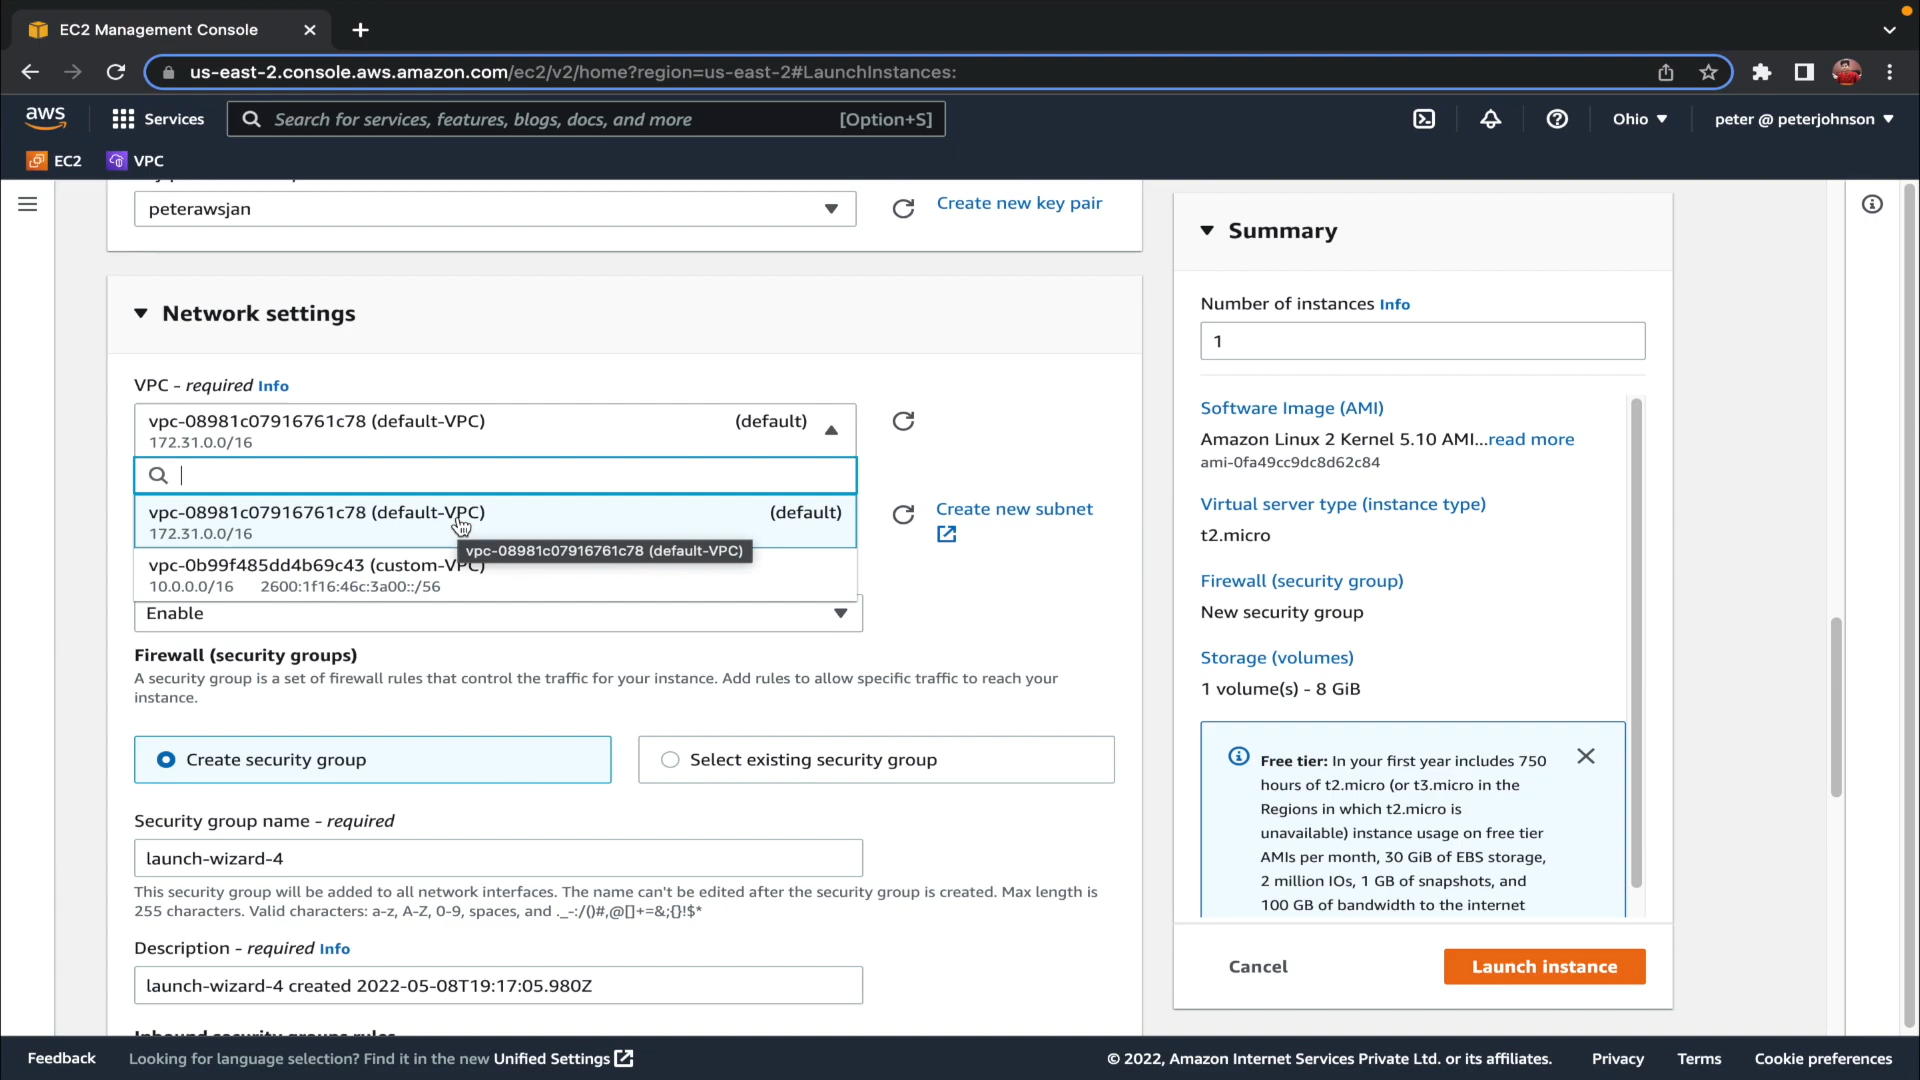 EC2 Management Console
us-east-2.console.aws.amazon.com/ec2/v2/home?region=us-east-2#LaunchInstances:
aws
Services
Search for services, features, blogs, docs, and more
[Option+S]
Ohio
peter @ peterjohnson
EC2
VPC
peterawsjan
Create new key pair
Network settings
VPC - required Info
vpc-08981c07916761c78 (default-VPC)
(default)
172.31.0.0/16
vpc-08981c07916761c78 (default-VPC)
(default)
172.31.0.0/16
vpc-08981c07916761c78 (default-VPC)
vpc-0b99f485dd4b69c43 (custom-VPC)
10.0.0.0/16 2600:1f16:46c:3a00::/56
Create new subnet
Enable
Firewall (security groups)
A security group is a set of firewall rules that control the traffic for your instance. Add rules to allow specific traffic to reach your
instance.
Create security group
Select existing security group
Security group name - required
launch-wizard-4
This security group will be added to all network interfaces. The name can't be edited after the security group is created. Max length is
255 characters. Valid characters: a-z, A-Z, 0-9, spaces, and ._-:/()#,@[]+=&;{}!$*
Description - required Info
launch-wizard-4 created 2022-05-08T19:17:05.980Z
Inbound security groups rules
Summary
Number of instances Info
1
Software Image (AMI)
Amazon Linux 2 Kernel 5.10 AMI...read more
ami-0fa49cc9dc8d62c84
Virtual server type (instance type)
t2.micro
Firewall (security group)
New security group
Storage (volumes)
1 volume(s) - 8 GiB
Free tier: In your first year includes 750
hours of t2.micro (or t3.micro in the
Regions in which t2.micro is
unavailable) instance usage on free tier
AMIs per month, 30 GiB of EBS storage,
2 million IOs, 1 GB of snapshots, and
100 GB of bandwidth to the internet
Cancel
Launch instance
Feedback
Looking for language selection? Find it in the new Unified Settings
© 2022, Amazon Internet Services Private Ltd. or its affiliates.
Privacy
Terms
Cookie preferences